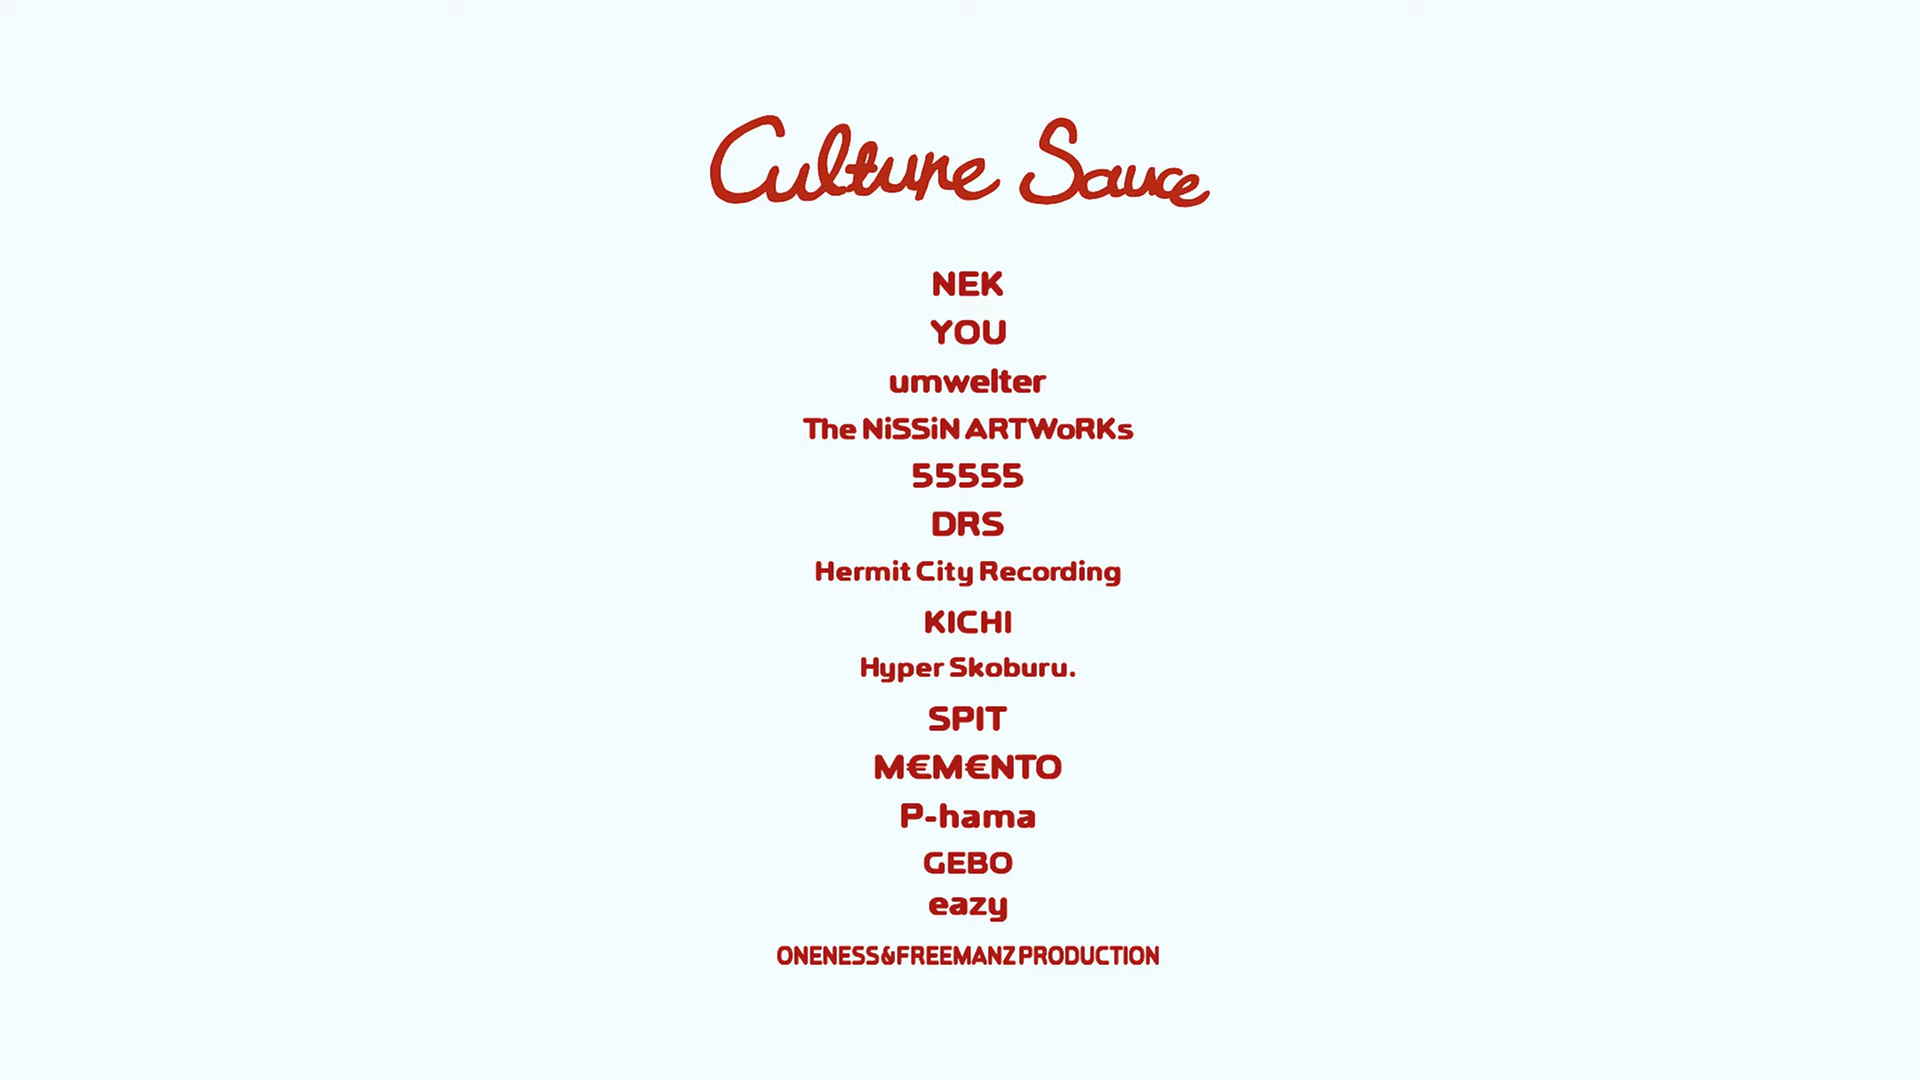 Culture Sauce
NEK
YOU
umwelter
The NiSSiN ARTWoRKs
55555
DRS
Hermit City Recording
KICHI
Hyper Skoburu.
SPIT
M€M€NTO
P-hama
GEBO
eazy
ONENESS&FREEMANZ PRODUCTION